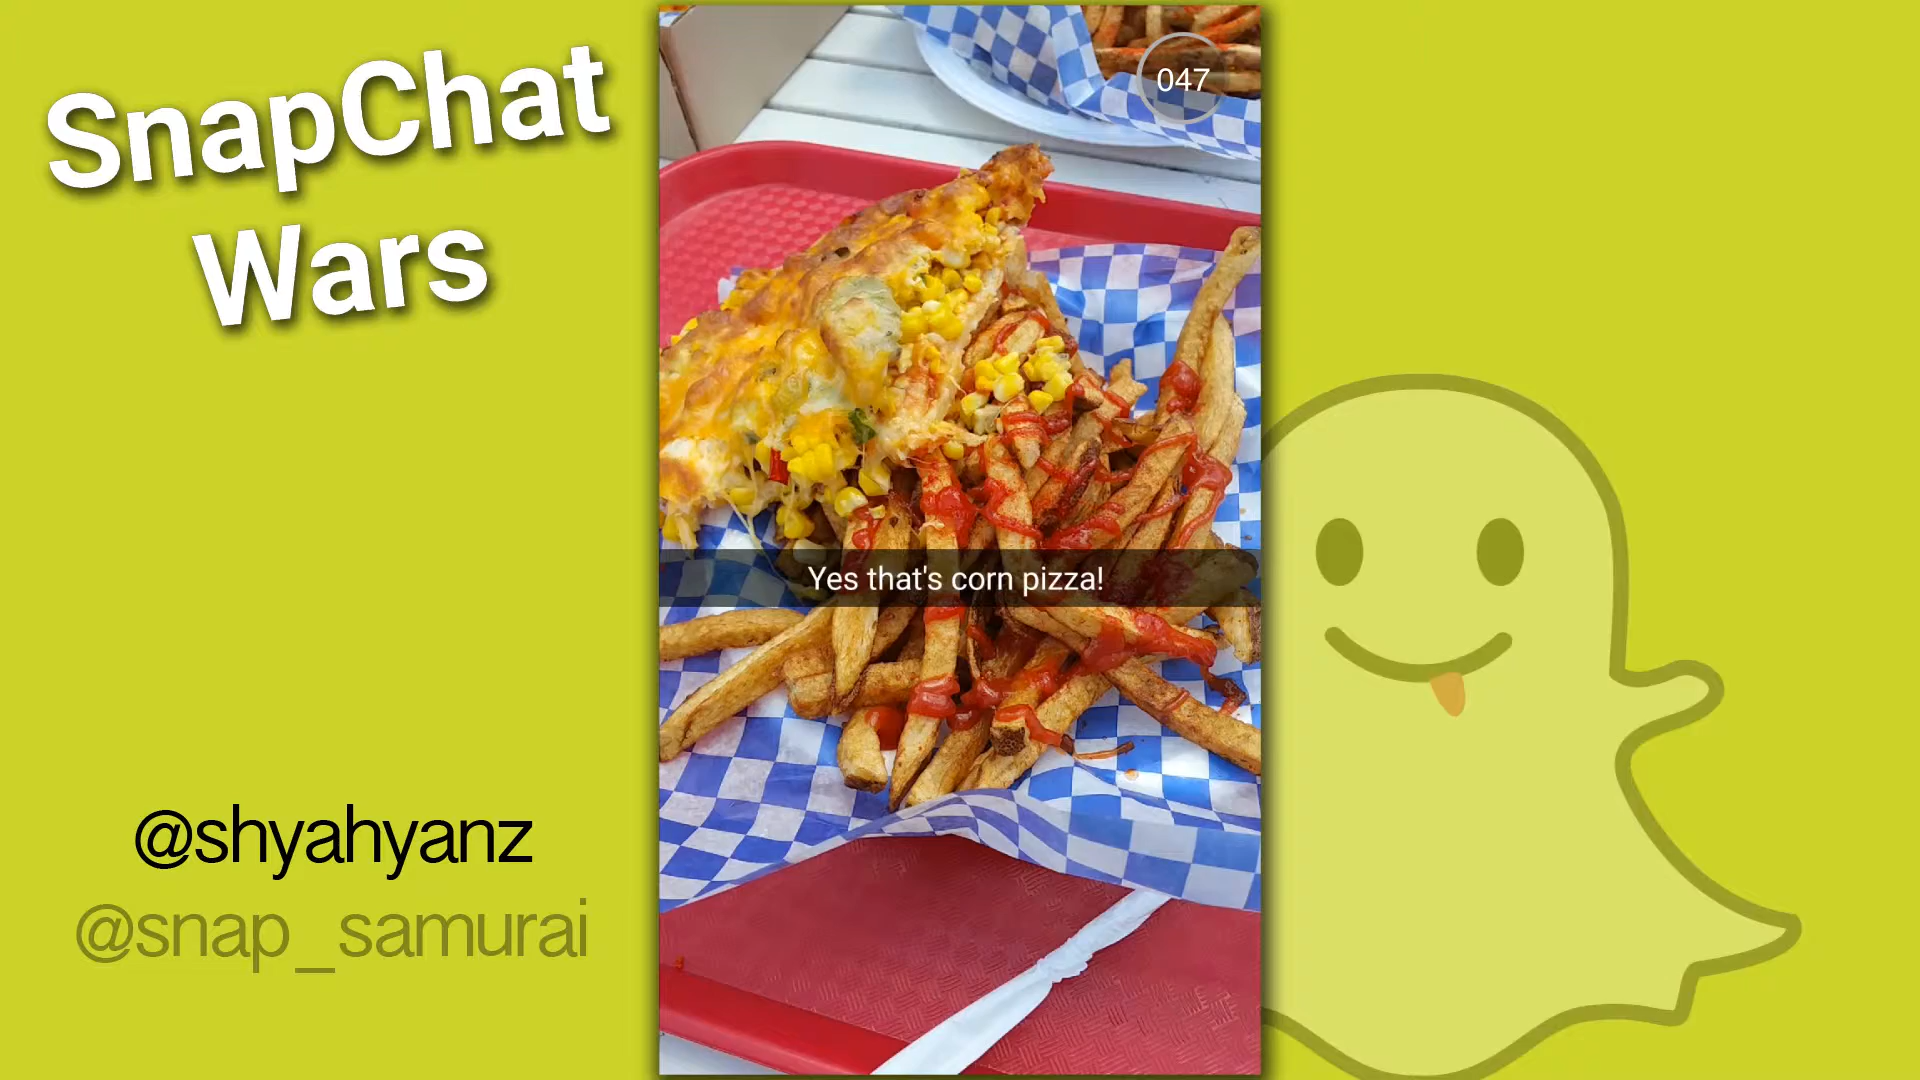 SnapChat
Wars
047
Yes that's corn pizza!
@shyahyanz
@snap_samurai